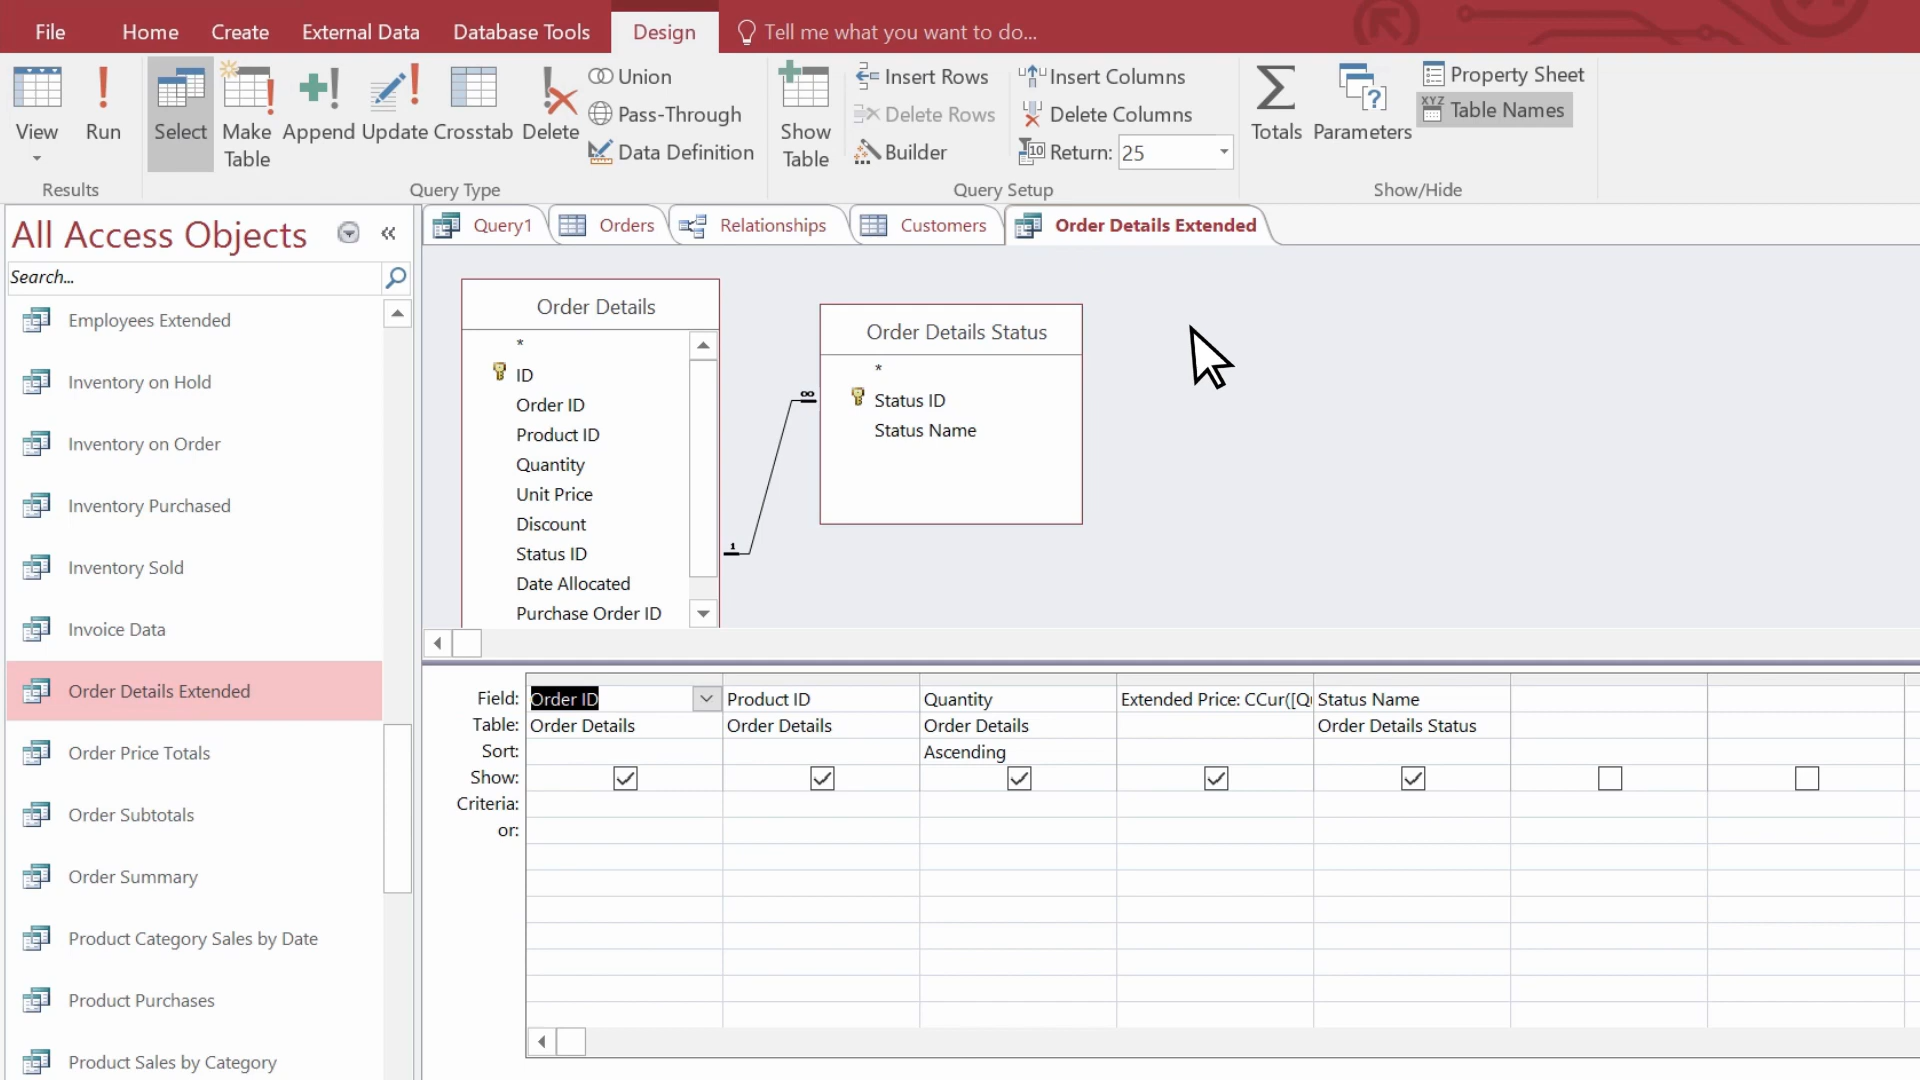 File
Home
Create
External Data
Database Tools
Design
Tell me what you want to do...
View
Run
Results
Select
Make
Table
Append
Update
Crosstab
Delete
Union
Pass-Through
Data Definition
Query Type
Show
Table
Insert Rows
Delete Rows
Builder
Insert Columns
Delete Columns
10
Return: 25
Query Setup
Totals
Parameters
Property Sheet
XYZ
Table Names
Show/Hide
All Access Objects
Search...
Employees Extended
Inventory on Hold
Inventory on Order
Inventory Purchased
Inventory Sold
Invoice Data
Order Details Extended
Order Price Totals
Order Subtotals
Order Summary
Product Category Sales by Date
Product Purchases
Product Sales by Category
Query1
Orders
Relationships
Customers
Order Details Extended
Order Details
*
ID
Order ID
Product ID
Quantity
Unit Price
Discount
Status ID
Date Allocated
Purchase Order ID
1
∞
Order Details Status
*
Status ID
Status Name
Field: Order ID Product ID Quantity Extended Price: CCur([Qu Status Name
Table: Order Details Order Details Order Details Order Details Status
Sort: Ascending
Show:
Criteria:
or: